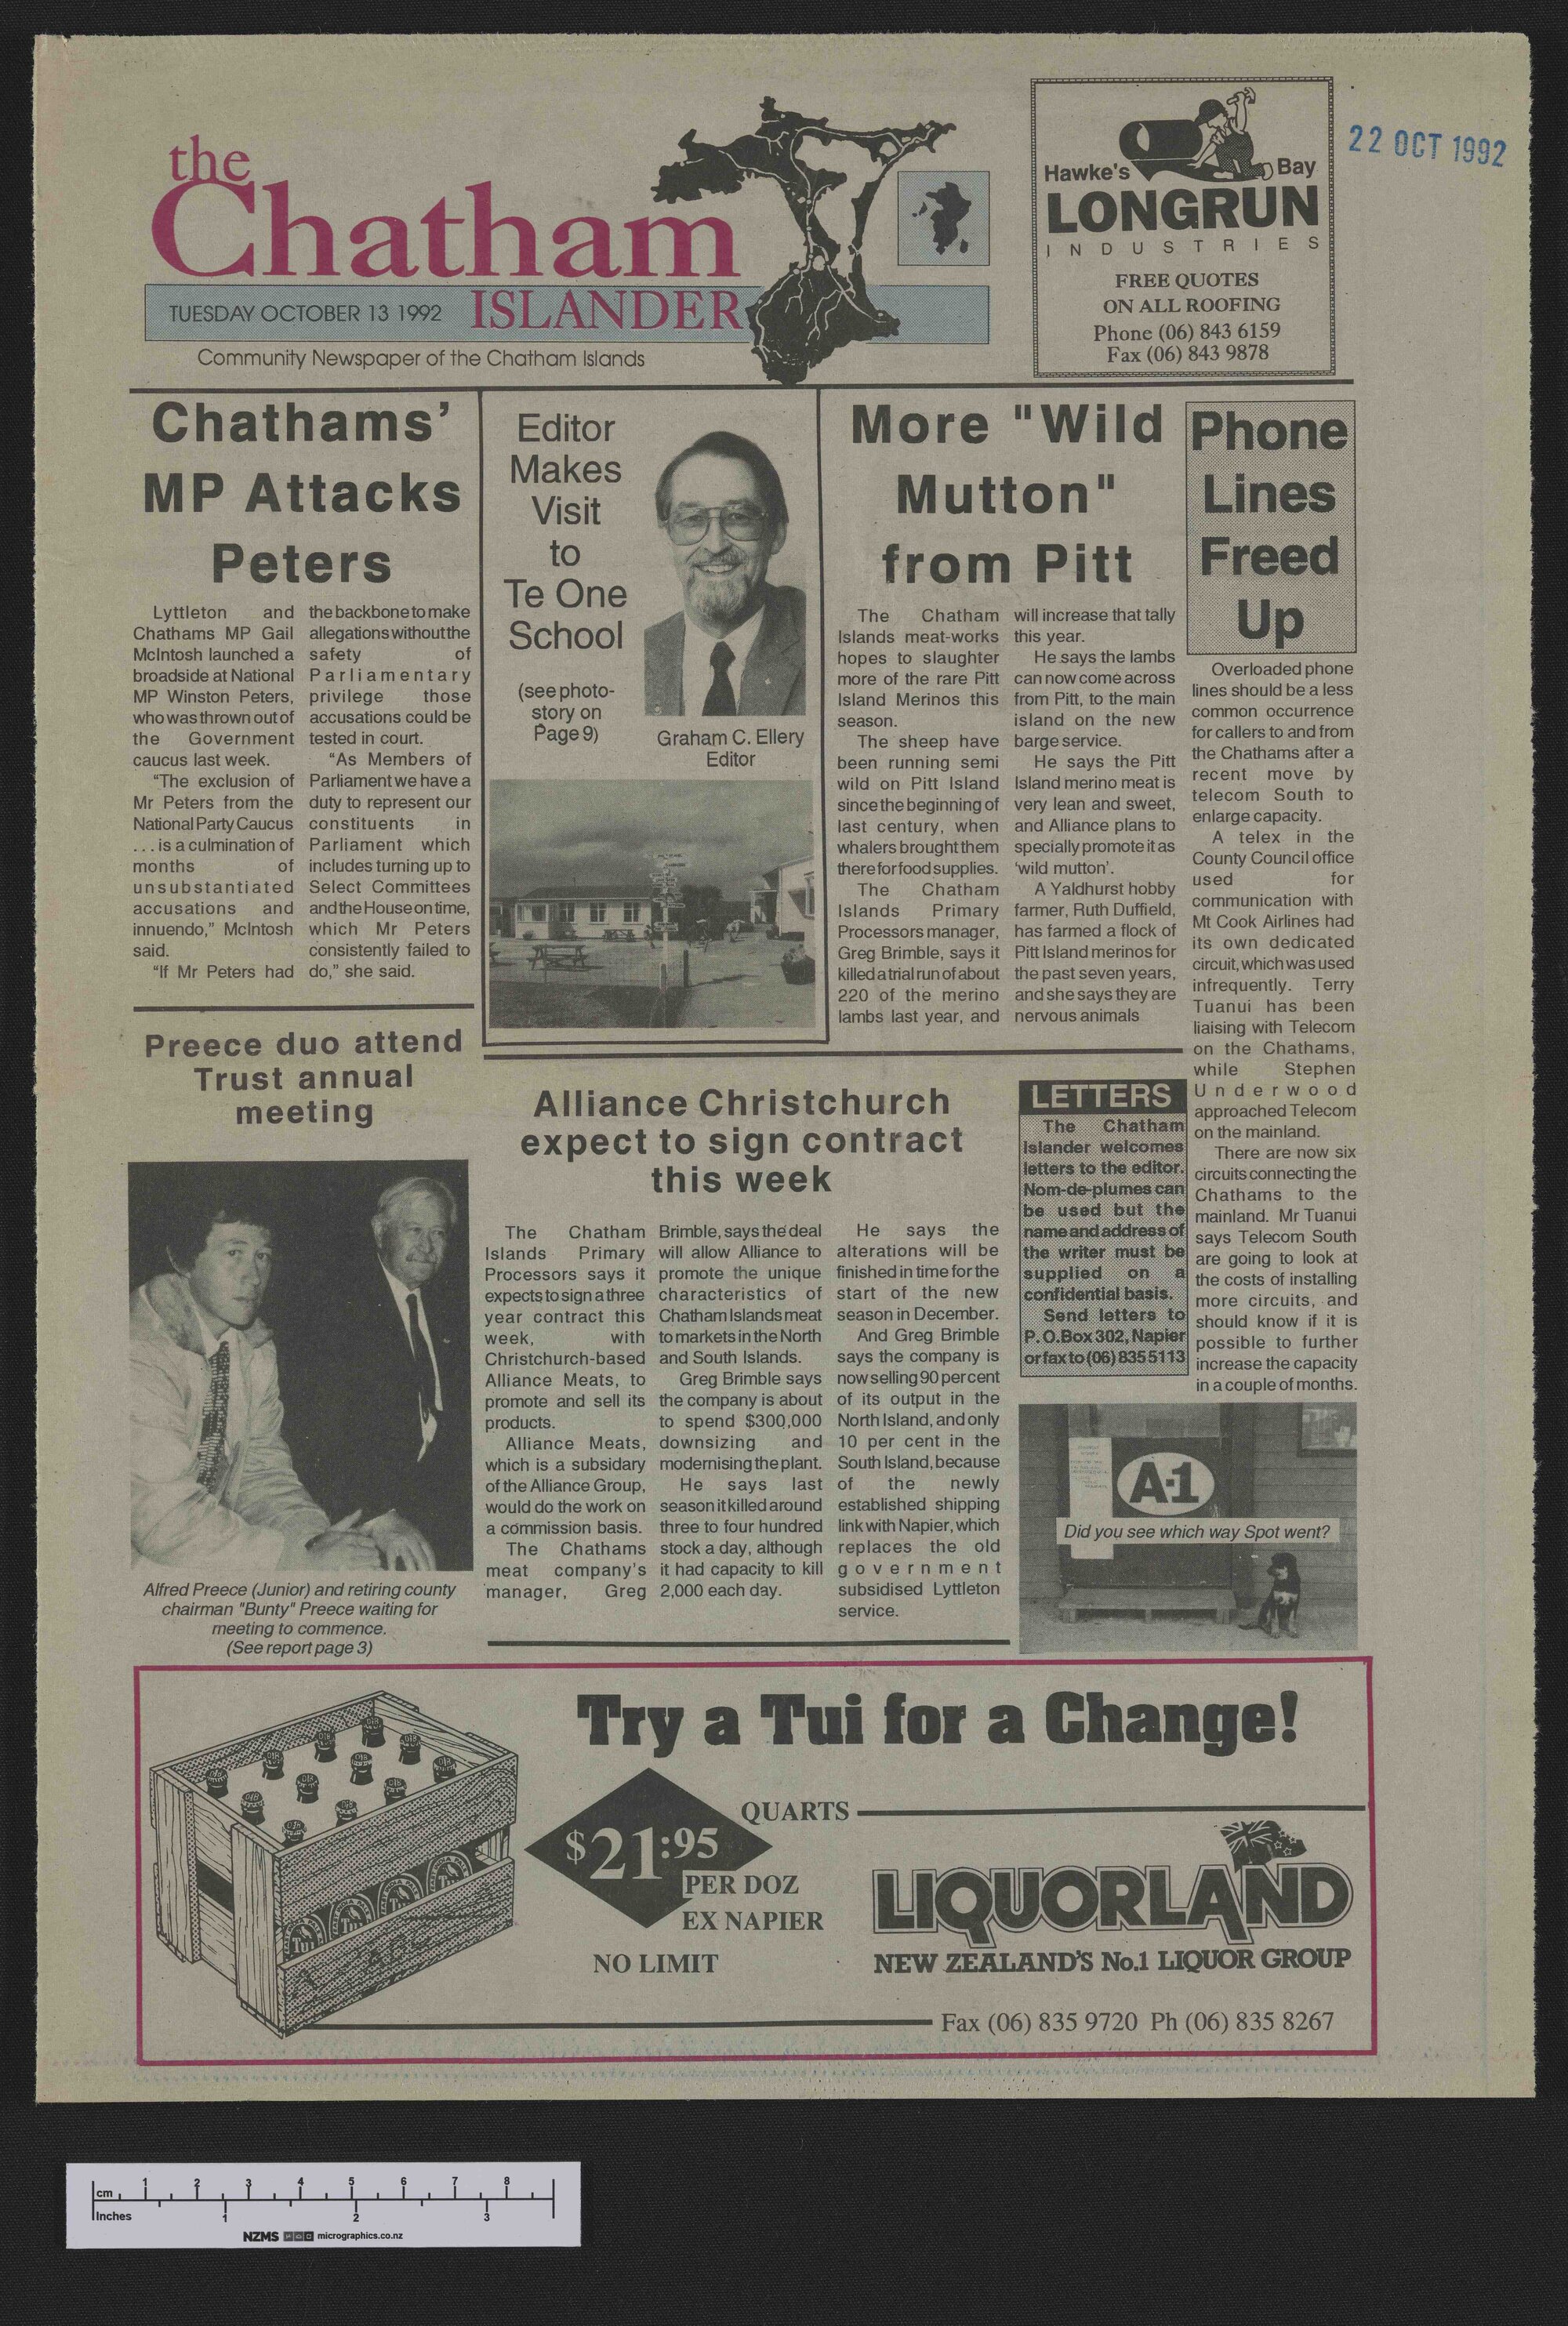 the
Chatham
ISLANDER
TUESDAY OCTOBER 13 1992
Community Newspaper of the Chatham Islands
Hawke's Bay
LONGRUN
INDUSTRIES
FREE QUOTES
ON ALL ROOFING
Phone (06) 843 6159
Fax (06) 843 9878
22 OCT 1992
Chathams'
MP Attacks
Peters
Lyttleton and
Chathams MP Gail
McIntosh launched a
broadside at National
MP Winston Peters,
who was thrown out of
the Government
caucus last week.
“The exclusion of
Mr Peters from the
National Party Caucus
. . . is a culmination of
months of
unsubstantiated
accusations and
innuendo,” McIntosh
said.
“If Mr Peters had
the backbone to make
allegations without the
safety of
Parliamentary
privilege those
accusations could be
tested in court.
“As Members of
Parliament we have a
duty to represent our
constituents in
Parliament which
includes turning up to
Select Committees
and the House on time,
which Mr Peters
consistently failed to
do,” she said.
Editor
Makes
Visit
to
Te One
School
(see photo-
story on
Page 9)
Graham C. Ellery
Editor
More "Wild
Mutton"
from Pitt
The Chatham
Islands meat-works
hopes to slaughter
more of the rare Pitt
Island Merinos this
season.
The sheep have
been running semi
wild on Pitt Island
since the beginning of
last century, when
whalers brought them
there for food supplies.
The Chatham
Islands Primary
Processors manager,
Greg Brimble, says it
killed a trial run of about
220 of the merino
lambs last year, and
will increase that tally
this year.
He says the lambs
can now come across
from Pitt, to the main
island on the new
barge service.
He says the Pitt
Island merino meat is
very lean and sweet,
and Alliance plans to
specially promote it as
‘wild mutton’.
A Yaldhurst hobby
farmer, Ruth Duffield,
has farmed a flock of
Pitt Island merinos for
the past seven years,
and she says they are
nervous animals
Phone
Lines
Freed
Up
Overloaded phone
lines should be a less
common occurrence
for callers to and from
the Chathams after a
recent move by
telecom South to
enlarge capacity.
A telex in the
County Council office
used for
communication with
Mt Cook Airlines had
its own dedicated
circuit, which was used
infrequently. Terry
Tuanui has been
liaising with Telecom
on the Chathams,
while Stephen
Underwood
approached Telecom
on the mainland.
There are now six
circuits connecting the
Chathams to the
mainland. Mr Tuanui
says Telecom South
are going to look at
the costs of installing
more circuits, and
should know if it is
possible to further
increase the capacity
in a couple of months.
Preece duo attend
Trust annual
meeting
Alfred Preece (Junior) and retiring county
chairman "Bunty" Preece waiting for
meeting to commence.
(See report page 3)
Alliance Christchurch
expect to sign contract
this week
The Chatham
Islands Primary
Processors says it
expects to sign a three
year contract this
week, with
Christchurch-based
Alliance Meats, to
promote and sell its
products.
Alliance Meats,
which is a subsidary
of the Alliance Group,
would do the work on
a commission basis.
The Chathams
meat company's
manager, Greg
Brimble, says the deal
will allow Alliance to
promote the unique
characteristics of
Chatham Islands meat
to markets in the North
and South Islands.
Greg Brimble says
the company is about
to spend $300,000
downsizing and
modernising the plant.
He says last
season it killed around
three to four hundred
stock a day, although
it had capacity to kill
2,000 each day.
He says the
alterations will be
finished in time for the
start of the new
season in December.
And Greg Brimble
says the company is
now selling 90 per cent
of its output in the
North Island, and only
10 per cent in the
South Island, because
of the newly
established shipping
link with Napier, which
replaces the old
government
subsidised Lyttleton
service.
LETTERS
The Chatham
Islander welcomes
letters to the editor.
Nom-de-plumes can
be used but the
name and address of
the writer must be
supplied on a
confidential basis.
Send letters to
P.O.Box 302, Napier
or fax to (06) 835 5113
A-1
Did you see which way Spot went?
Try a Tui for a Change!
QUARTS
$21:95
PER DOZ
EX NAPIER
NO LIMIT
LIQUORLAND
NEW ZEALAND'S No.1 LIQUOR GROUP
Fax (06) 835 9720 Ph (06) 835 8267
Tui
Tui
Tui
cm 1 2 3 4 5 6 7 8
Inches 1 2 3
NZMS micrographics.co.nz